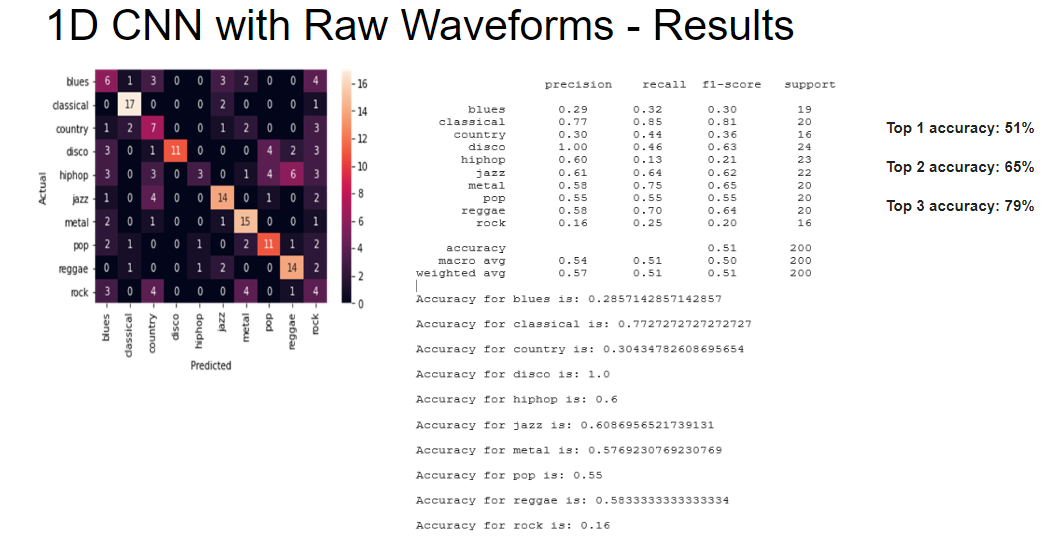 1D CNN with Raw Waveforms - Results
blues 6 1 3 0 0 3 2 0 0 4
classical 0 17 0 0 0 2 0 0 0 1
country 1 2 7 0 0 1 2 0 0 3
disco 3 0 1 11 0 0 0 4 2 3
hiphop 3 0 3 0 3 0 1 4 6 3
jazz 1 0 4 0 0 14 0 1 0 2
metal 2 0 1 0 0 0 15 0 1 1
pop 2 1 0 0 1 0 2 11 1 2
reggae 0 1 0 0 1 2 0 0 14 2
rock 3 0 4 0 0 0 4 0 1 4
Actual
blues classical country disco hiphop jazz metal pop reggae rock
Predicted
16
14
12
10
8
6
4
2
0
precision recall f1-score support
blues 0.29 0.32 0.30 19
classical 0.77 0.85 0.81 20
country 0.30 0.44 0.36 16
disco 1.00 0.46 0.63 24
hiphop 0.60 0.13 0.21 23
jazz 0.61 0.64 0.62 22
metal 0.58 0.75 0.65 20
pop 0.55 0.55 0.55 20
reggae 0.58 0.70 0.64 20
rock 0.16 0.25 0.20 16
accuracy 0.51 200
macro avg 0.54 0.51 0.50 200
weighted avg 0.57 0.51 0.51 200
Accuracy for blues is: 0.2857142857142857
Accuracy for classical is: 0.7727272727272727
Accuracy for country is: 0.30434782608695654
Accuracy for disco is: 1.0
Accuracy for hiphop is: 0.6
Accuracy for jazz is: 0.6086956521739131
Accuracy for metal is: 0.5769230769230769
Accuracy for pop is: 0.55
Accuracy for reggae is: 0.5833333333333334
Accuracy for rock is: 0.16
Top 1 accuracy: 51%
Top 2 accuracy: 65%
Top 3 accuracy: 79%